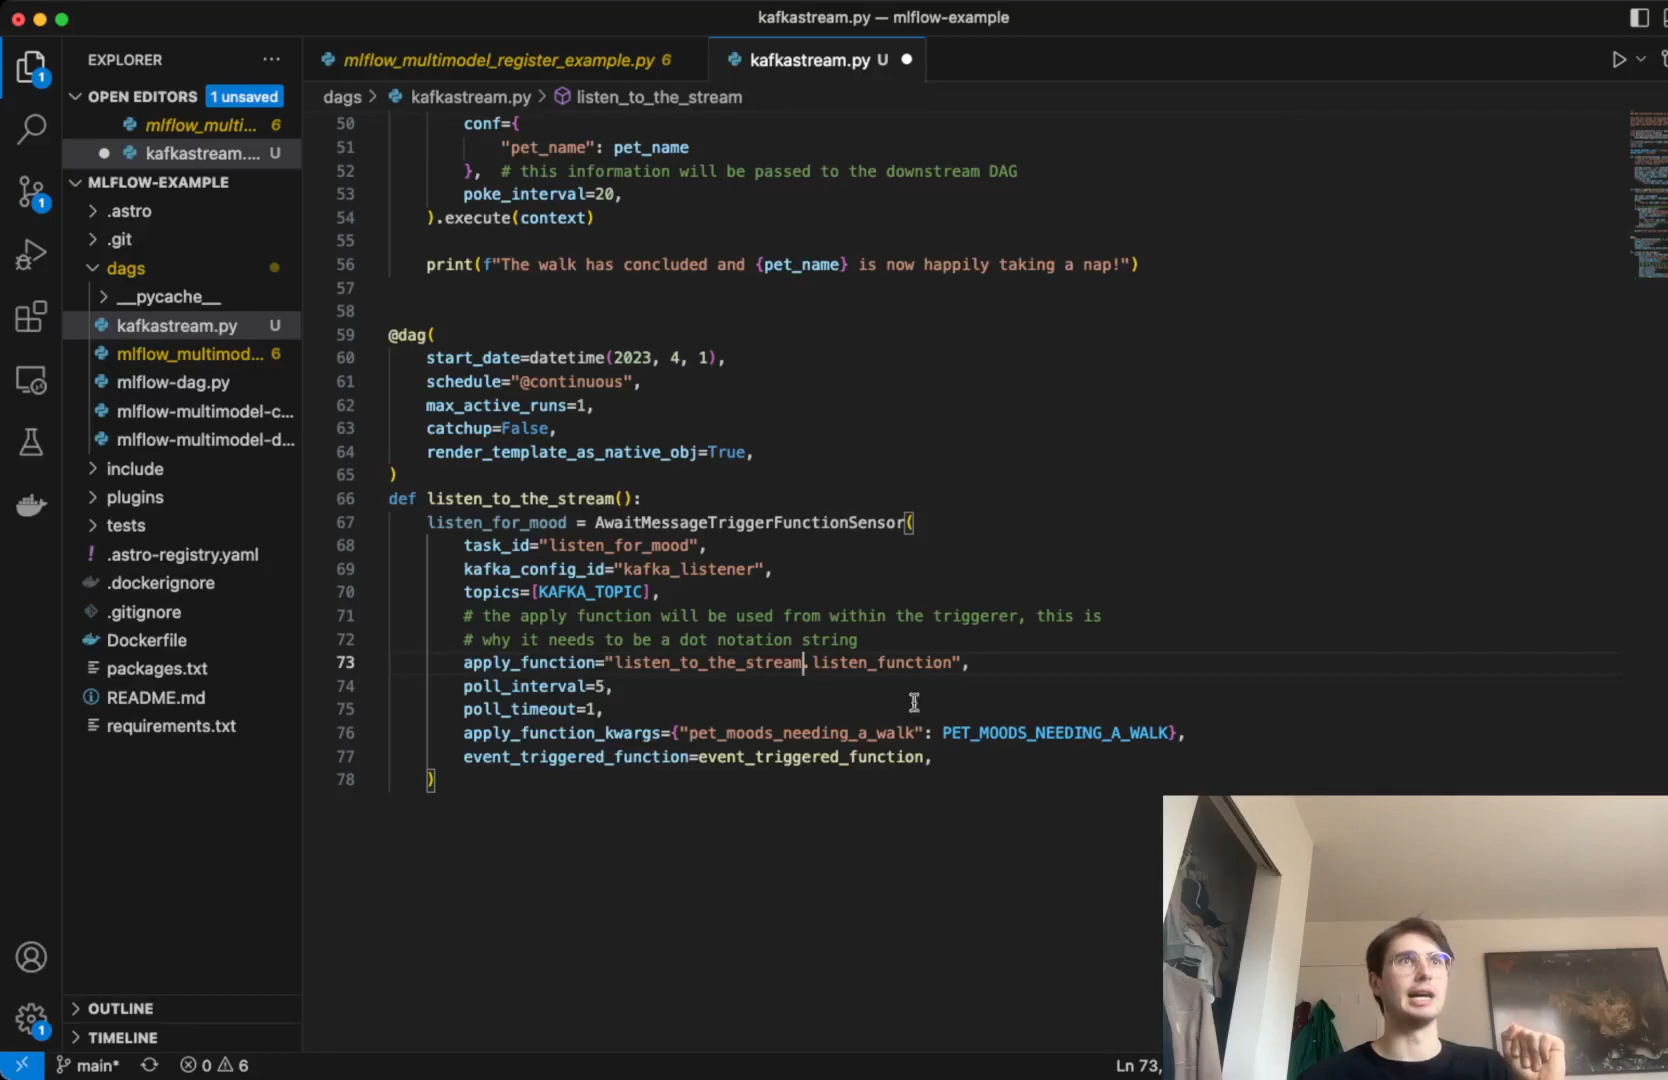 kafkastream.py — mlflow-example
EXPLORER
mlflow_multimodel_register_example.py 6
kafkastream.py U
OPEN EDITORS 1 unsaved
dags > kafkastream.py > listen_to_the_stream
mlflow_multi... 6
kafkastream.... U
MLFLOW-EXAMPLE
.astro
.git
dags
__pycache__
kafkastream.py U
mlflow_multimod... 6
mlflow-dag.py
mlflow-multimodel-c...
mlflow-multimodel-d...
include
plugins
tests
.astro-registry.yaml
.dockerignore
.gitignore
Dockerfile
packages.txt
README.md
requirements.txt
OUTLINE
TIMELINE
50 conf={
51 "pet_name": pet_name
52 }, # this information will be passed to the downstream DAG
53 poke_interval=20,
54 ).execute(context)
55
56 print(f"The walk has concluded and {pet_name} is now happily taking a nap!")
57
58
59 @dag(
60 start_date=datetime(2023, 4, 1),
61 schedule="@continuous",
62 max_active_runs=1,
63 catchup=False,
64 render_template_as_native_obj=True,
65 )
66 def listen_to_the_stream():
67 listen_for_mood = AwaitMessageTriggerFunctionSensor(
68 task_id="listen_for_mood",
69 kafka_config_id="kafka_listener",
70 topics=[KAFKA_TOPIC],
71 # the apply function will be used from within the triggerer, this is
72 # why it needs to be a dot notation string
73 apply_function="listen_to_the_stream.listen_function",
74 poll_interval=5,
75 poll_timeout=1,
76 apply_function_kwargs={"pet_moods_needing_a_walk": PET_MOODS_NEEDING_A_WALK},
77 event_triggered_function=event_triggered_function,
78 )
1
1
1
main* 0 6
Ln 73,